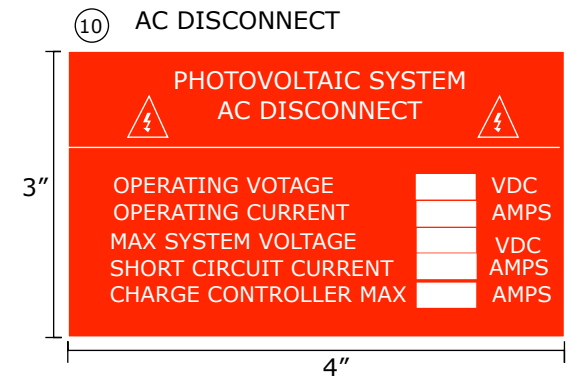 10 AC DISCONNECT
PHOTOVOLTAIC SYSTEM
AC DISCONNECT
3”
OPERATING VOTAGE VDC
OPERATING CURRENT AMPS
MAX SYSTEM VOLTAGE VDC
SHORT CIRCUIT CURRENT AMPS
CHARGE CONTROLLER MAX AMPS
4”